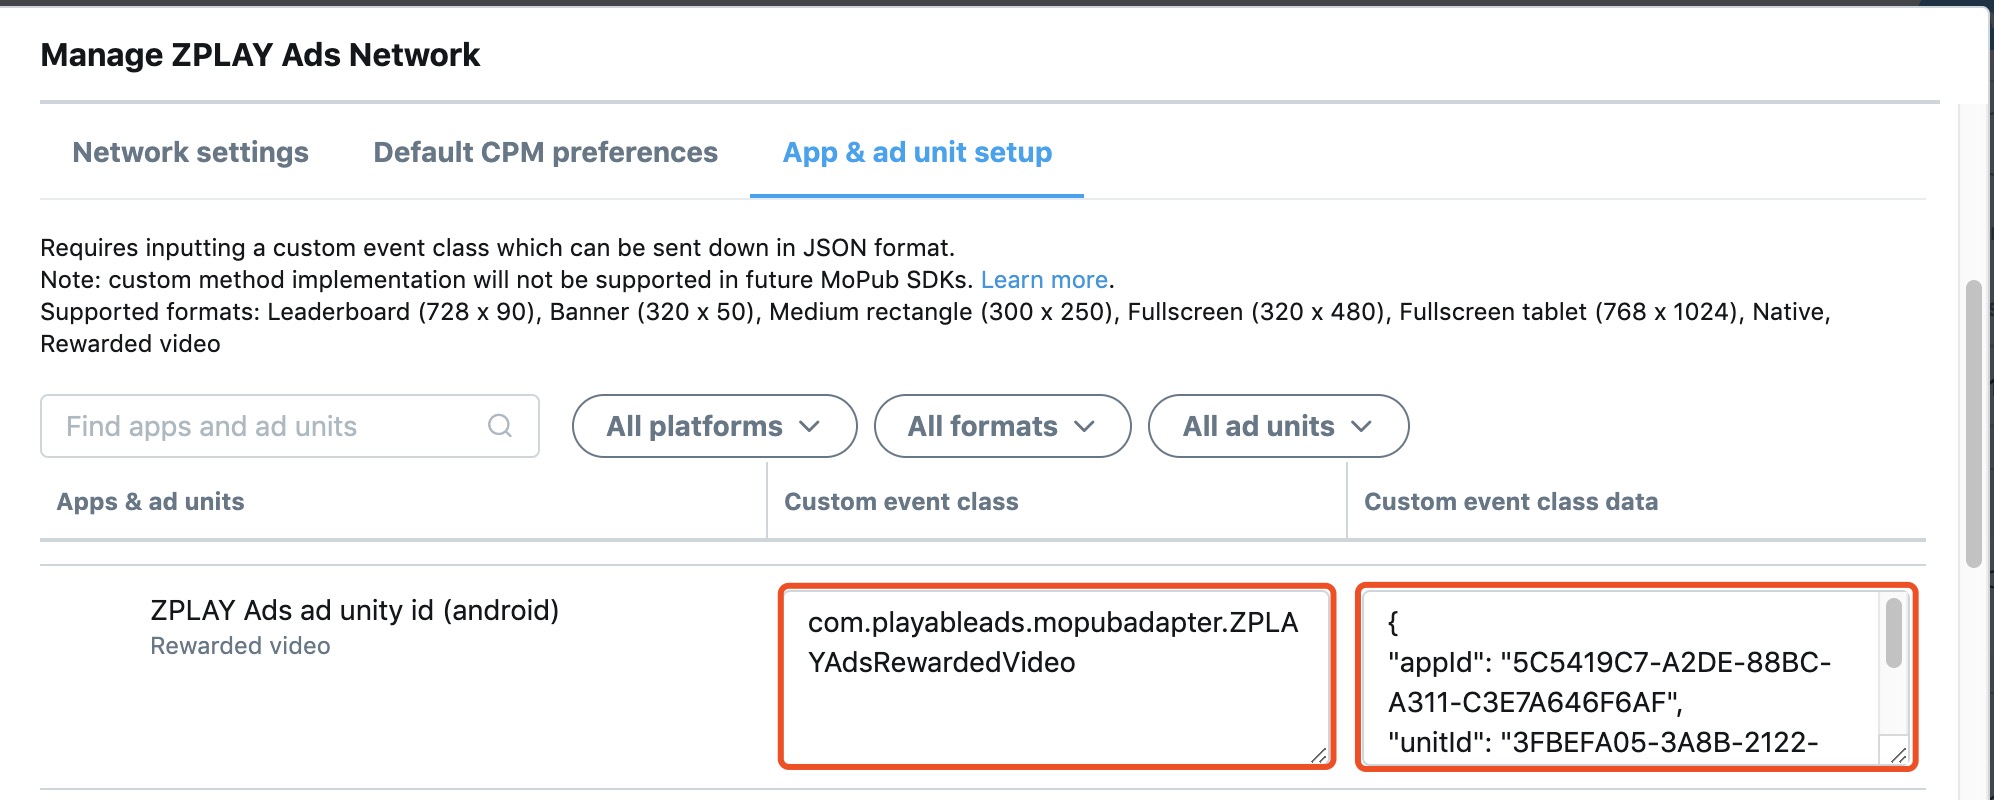 Manage ZPLAY Ads Network
Network settings
Default CPM preferences
App & ad unit setup
Requires inputting a custom event class which can be sent down in JSON format.
Note: custom method implementation will not be supported in future MoPub SDKs. Learn more.
Supported formats: Leaderboard (728 x 90), Banner (320 x 50), Medium rectangle (300 x 250), Fullscreen (320 x 480), Fullscreen tablet (768 x 1024), Native,
Rewarded video
Find apps and ad units
All platforms
All formats
All ad units
Apps & ad units
Custom event class
Custom event class data
ZPLAY Ads ad unity id (android)
Rewarded video
com.playableads.mopubadapter.ZPLA
YAdsRewardedVideo
{
"appId": "5C5419C7-A2DE-88BC-
A311-C3E7A646F6AF",
"unitId": "3FBEFA05-3A8B-2122-